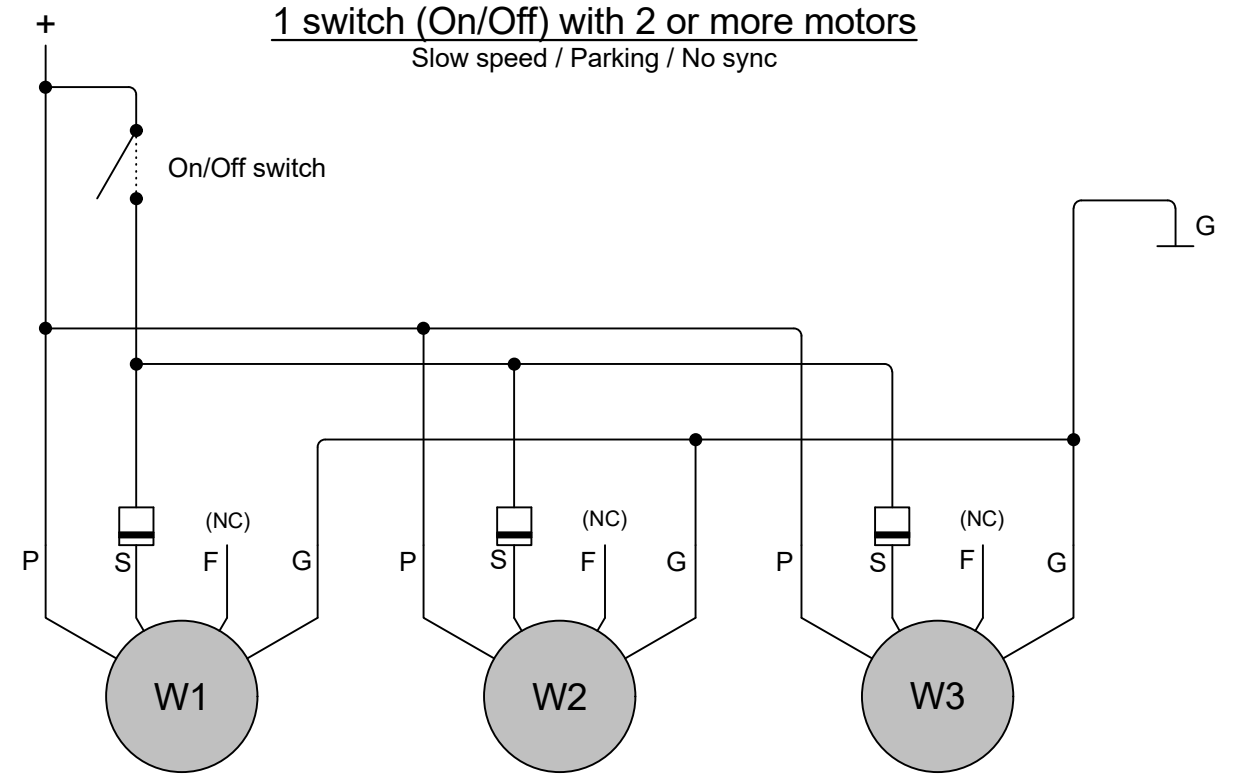 +
1 switch (On/Off) with 2 or more motors
Slow speed / Parking / No sync
On/Off switch
G
(NC)
(NC)
(NC)
P
S
F
G
P
S
F
G
P
S
F
G
W1
W2
W3